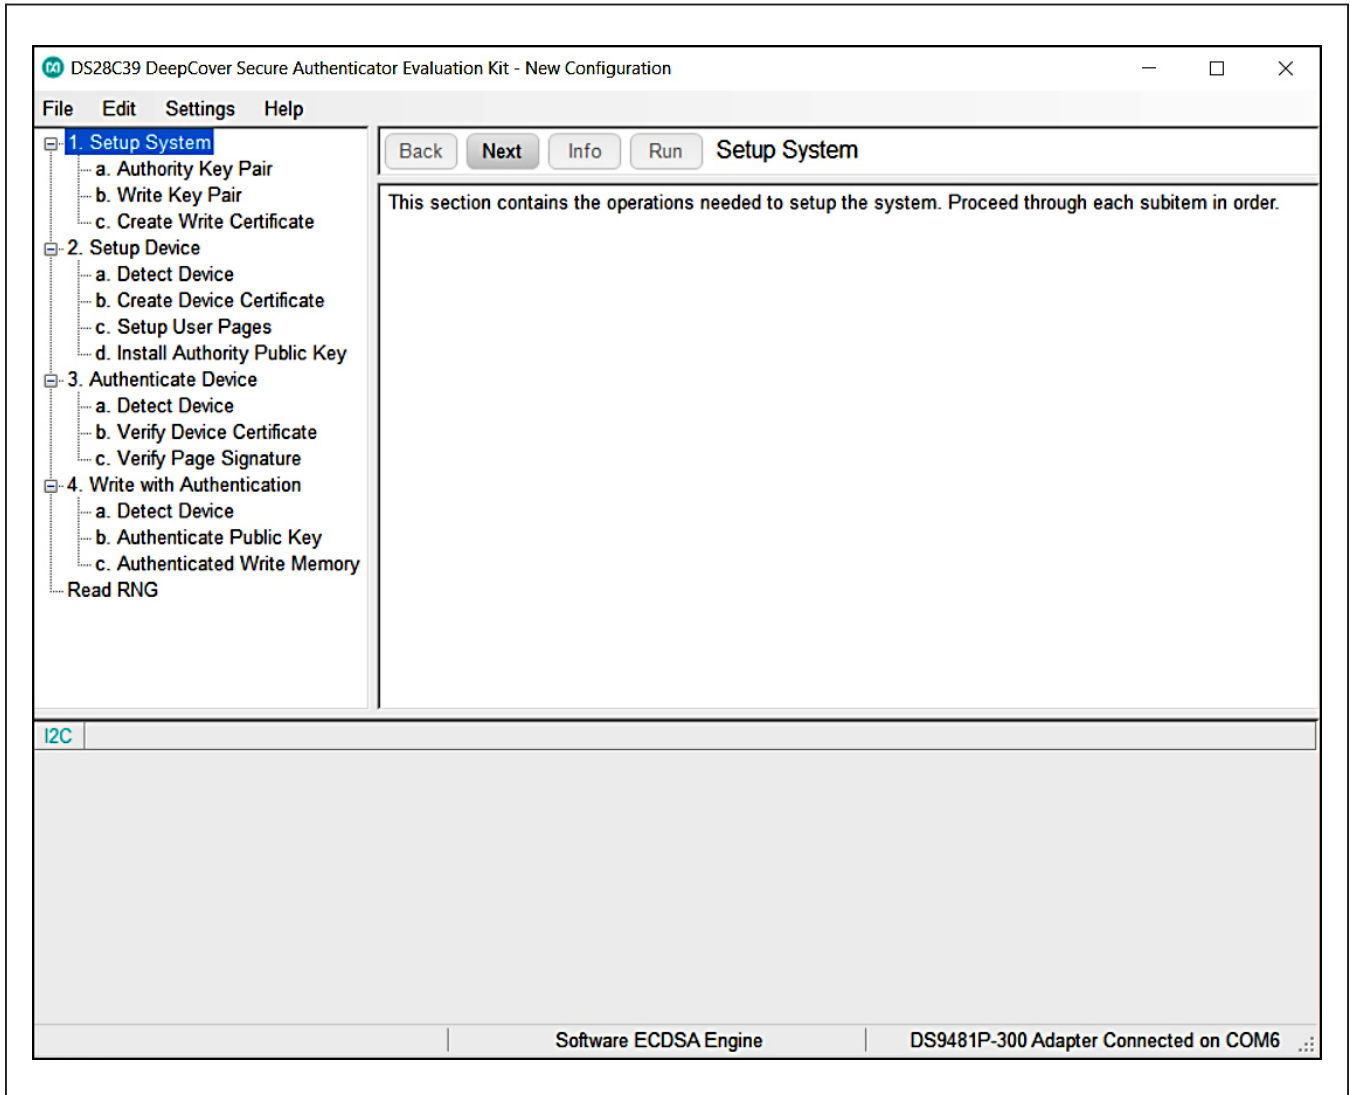 DS28C39 DeepCover Secure Authenticator Evaluation Kit - New Configuration
File Edit Settings Help
1. Setup System
a. Authority Key Pair
b. Write Key Pair
c. Create Write Certificate
2. Setup Device
a. Detect Device
b. Create Device Certificate
c. Setup User Pages
d. Install Authority Public Key
3. Authenticate Device
a. Detect Device
b. Verify Device Certificate
c. Verify Page Signature
4. Write with Authentication
a. Detect Device
b. Authenticate Public Key
c. Authenticated Write Memory
Read RNG
Back Next Info Run Setup System
This section contains the operations needed to setup the system. Proceed through each subitem in order.
I2C
Software ECDSA Engine
DS9481P-300 Adapter Connected on COM6